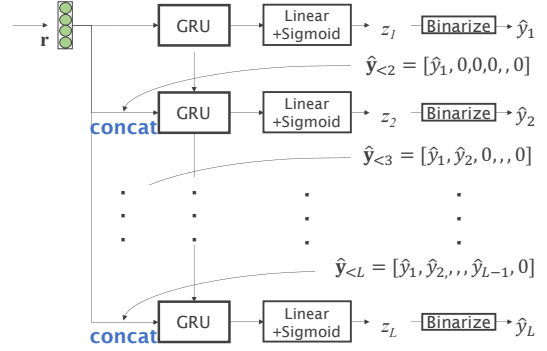 r GRU Linear +Sigmoid z₁ Binarize ŷ₁
ŷ<2 = [ŷ₁, 0,0,0, , 0]
concat GRU Linear +Sigmoid z₂ Binarize ŷ₂
ŷ<3 = [ŷ₁, ŷ₂, 0, , , 0]
ŷ<L = [ŷ₁, ŷ₂, , , , ŷL−1, 0]
concat GRU Linear +Sigmoid zL Binarize ŷL